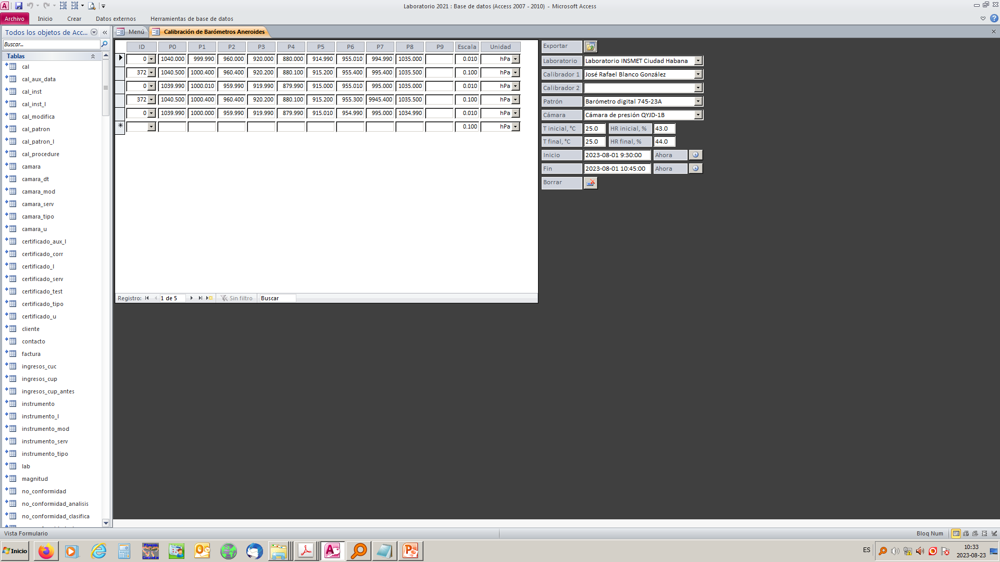 Laboratorio 2021 : Base de datos (Access 2007 - 2010) - Microsoft Access
Archivo Inicio Crear Datos externos Herramientas de base de datos
Todos los objetos de Acc... «
Buscar...
Tablas
cal
cal_aux_data
cal_inst
cal_inst_l
cal_modifica
cal_patron
cal_patron_l
cal_procedure
camara
camara_dt
camara_mod
camara_serv
camara_tipo
camara_u
certificado_aux_l
certificado_corr
certificado_l
certificado_serv
certificado_test
certificado_tipo
certificado_u
cliente
contacto
factura
ingresos_cuc
ingresos_cup
ingresos_cup_antes
instrumento
instrumento_l
instrumento_mod
instrumento_serv
instrumento_tipo
lab
magnitud
no_conformidad
no_conformidad_analisis
no_conformidad_clasifica
Menú Calibración de Barómetros Aneroides
ID P0 P1 P2 P3 P4 P5 P6 P7 P8 P9 Escala Unidad
0 1040.000 999.990 960.000 920.000 880.000 914.990 955.010 994.990 1035.000 0.010 hPa
372 1040.500 1000.400 960.400 920.200 880.100 915.200 955.400 995.400 1035.500 0.100 hPa
0 1039.990 1000.010 959.990 919.990 879.990 915.000 955.010 995.000 1035.000 0.010 hPa
372 1040.500 1000.400 960.400 920.200 880.100 915.200 955.300 9945.400 1035.500 0.100 hPa
0 1039.990 1000.000 959.990 919.990 879.990 915.010 954.990 995.000 1034.990 0.010 hPa
* 0.100 hPa
Registro: 1 de 5 Sin filtro Buscar
Exportar
Laboratorio Laboratorio INSMET Ciudad Habana
Calibrador 1 José Rafael Blanco González
Calibrador 2
Patrón Barómetro digital 745-23A
Cámara Cámara de presión QYJD-1B
T inicial, °C 25.0 HR inicial, % 43.0
T final, °C 25.0 HR final, % 44.0
Inicio 2023-08-01 9:30:00 Ahora
Fin 2023-08-01 10:45:00 Ahora
Borrar
Vista Formulario Bloq Num
Inicio ES 10:33
2023-08-23